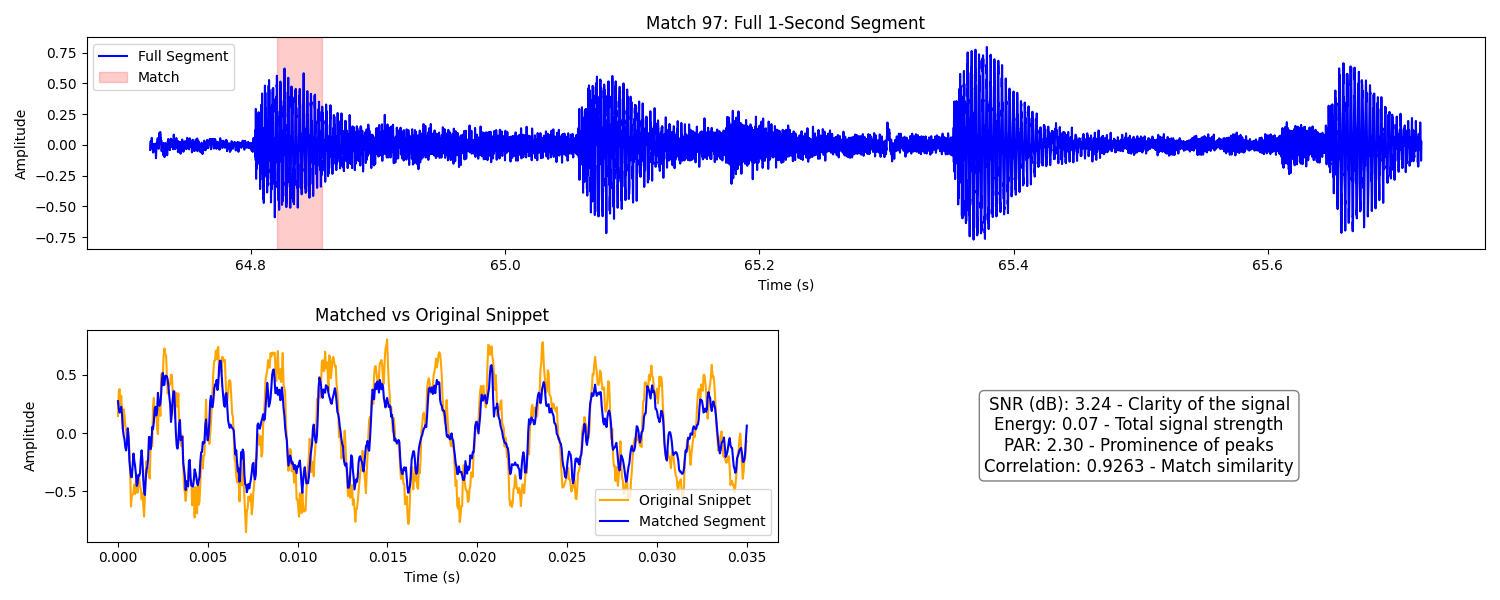 Match 97: Full 1-Second Segment
Full Segment
Match
0.75
0.50
0.25
0.00
−0.25
−0.50
−0.75
Amplitude
64.8
65.0
65.2
65.4
65.6
Time (s)
Matched vs Original Snippet
0.5
0.0
−0.5
Amplitude
Original Snippet
Matched Segment
0.000
0.005
0.010
0.015
0.020
0.025
0.030
0.035
Time (s)
SNR (dB): 3.24 - Clarity of the signal
Energy: 0.07 - Total signal strength
PAR: 2.30 - Prominence of peaks
Correlation: 0.9263 - Match similarity